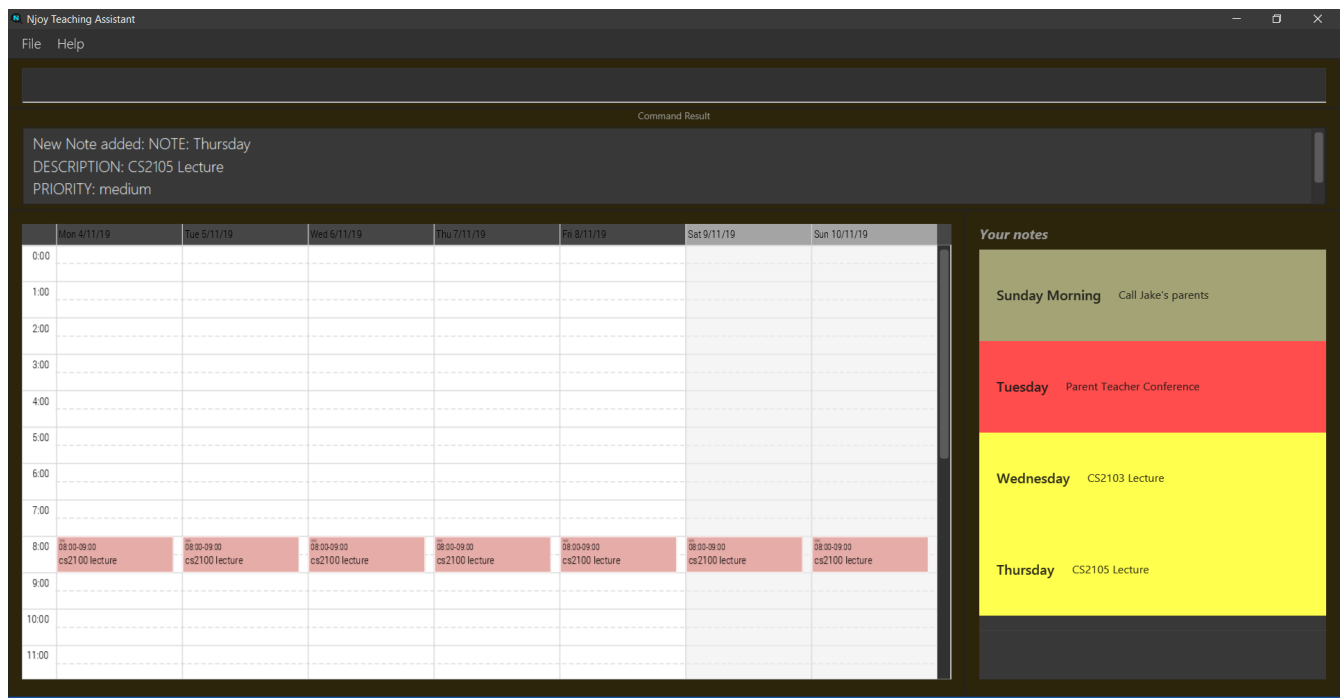 Njoy Teaching Assistant
File Help
Command Result
New Note added: NOTE: Thursday
DESCRIPTION: CS2105 Lecture
PRIORITY: medium
Mon 4/11/19 Tue 5/11/19 Wed 6/11/19 Thu 7/11/19 Fri 8/11/19 Sat 9/11/19 Sun 10/11/19
0:00
1:00
2:00
3:00
4:00
5:00
6:00
7:00
8:00 08:00-09:00 08:00-09:00 08:00-09:00 08:00-09:00 08:00-09:00 08:00-09:00 08:00-09:00
cs2100 lecture cs2100 lecture cs2100 lecture cs2100 lecture cs2100 lecture cs2100 lecture cs2100 lecture
9:00
10:00
11:00
Your notes
Sunday Morning Call Jake's parents
Tuesday Parent Teacher Conference
Wednesday CS2103 Lecture
Thursday CS2105 Lecture